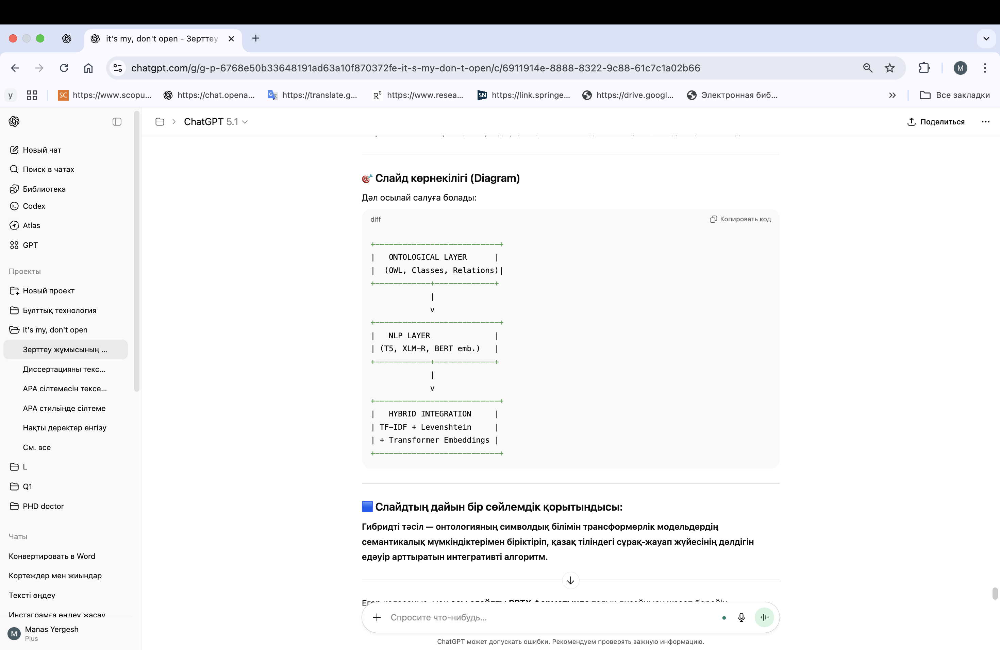 it's my, don't open - Зерттеу
chatgpt.com/g/g-p-6768e50b33648191ad63a10f870372fe-it-s-my-don-t-open/c/6911914e-8888-8322-9c88-61c7c1a02b66
M
y
SC https://www.scopu...
https://chat.opena...
https://translate.g...
RG https://www.resea...
SN https://link.springe...
https://drive.googl...
Электронная биб...
Все закладки
ChatGPT 5.1
Поделиться
Новый чат
Поиск в чатах
Библиотека
Codex
Atlas
GPT
Проекты
Новый проект
Бұлттық технология
it's my, don't open
Зерттеу жұмысының ...
Диссертацияны текс...
APA сілтемесін тексе...
APA стильінде сілтеме
Нақты деректер енгізу
См. все
L
Q1
PHD doctor
Чаты
Конвертировать в Word
Кортеждер мен жиындар
Тексті өңдеу
Инстаграмға өңдеу жасау
M
Manas Yergesh
Plus
Слайд көрнекілігі (Diagram)
Дәл осылай салуға болады:
diff
Копировать код
+---------------------------+
|   ONTOLOGICAL LAYER      |
|  (OWL, Classes, Relations)|
+------------+-------------+
|
v
+---------------------------+
|   NLP LAYER              |
| (T5, XLM-R, BERT emb.)   |
+------------+-------------+
|
v
+---------------------------+
|   HYBRID INTEGRATION     |
| TF-IDF + Levenshtein     |
| + Transformer Embeddings |
+---------------------------+
Слайдтың дайын бір сөйлемдік қорытындысы:
Гибридті тәсіл — онтологияның символдық білімін трансформерлік модельдердің
семантикалық мүмкіндіктерімен біріктіріп, қазақ тіліндегі сұрақ-жауап жүйесінің дәлдігін
едәуір арттыратын интегративті алгоритм.
Спросите что-нибудь...
ChatGPT может допускать ошибки. Рекомендуем проверять важную информацию.